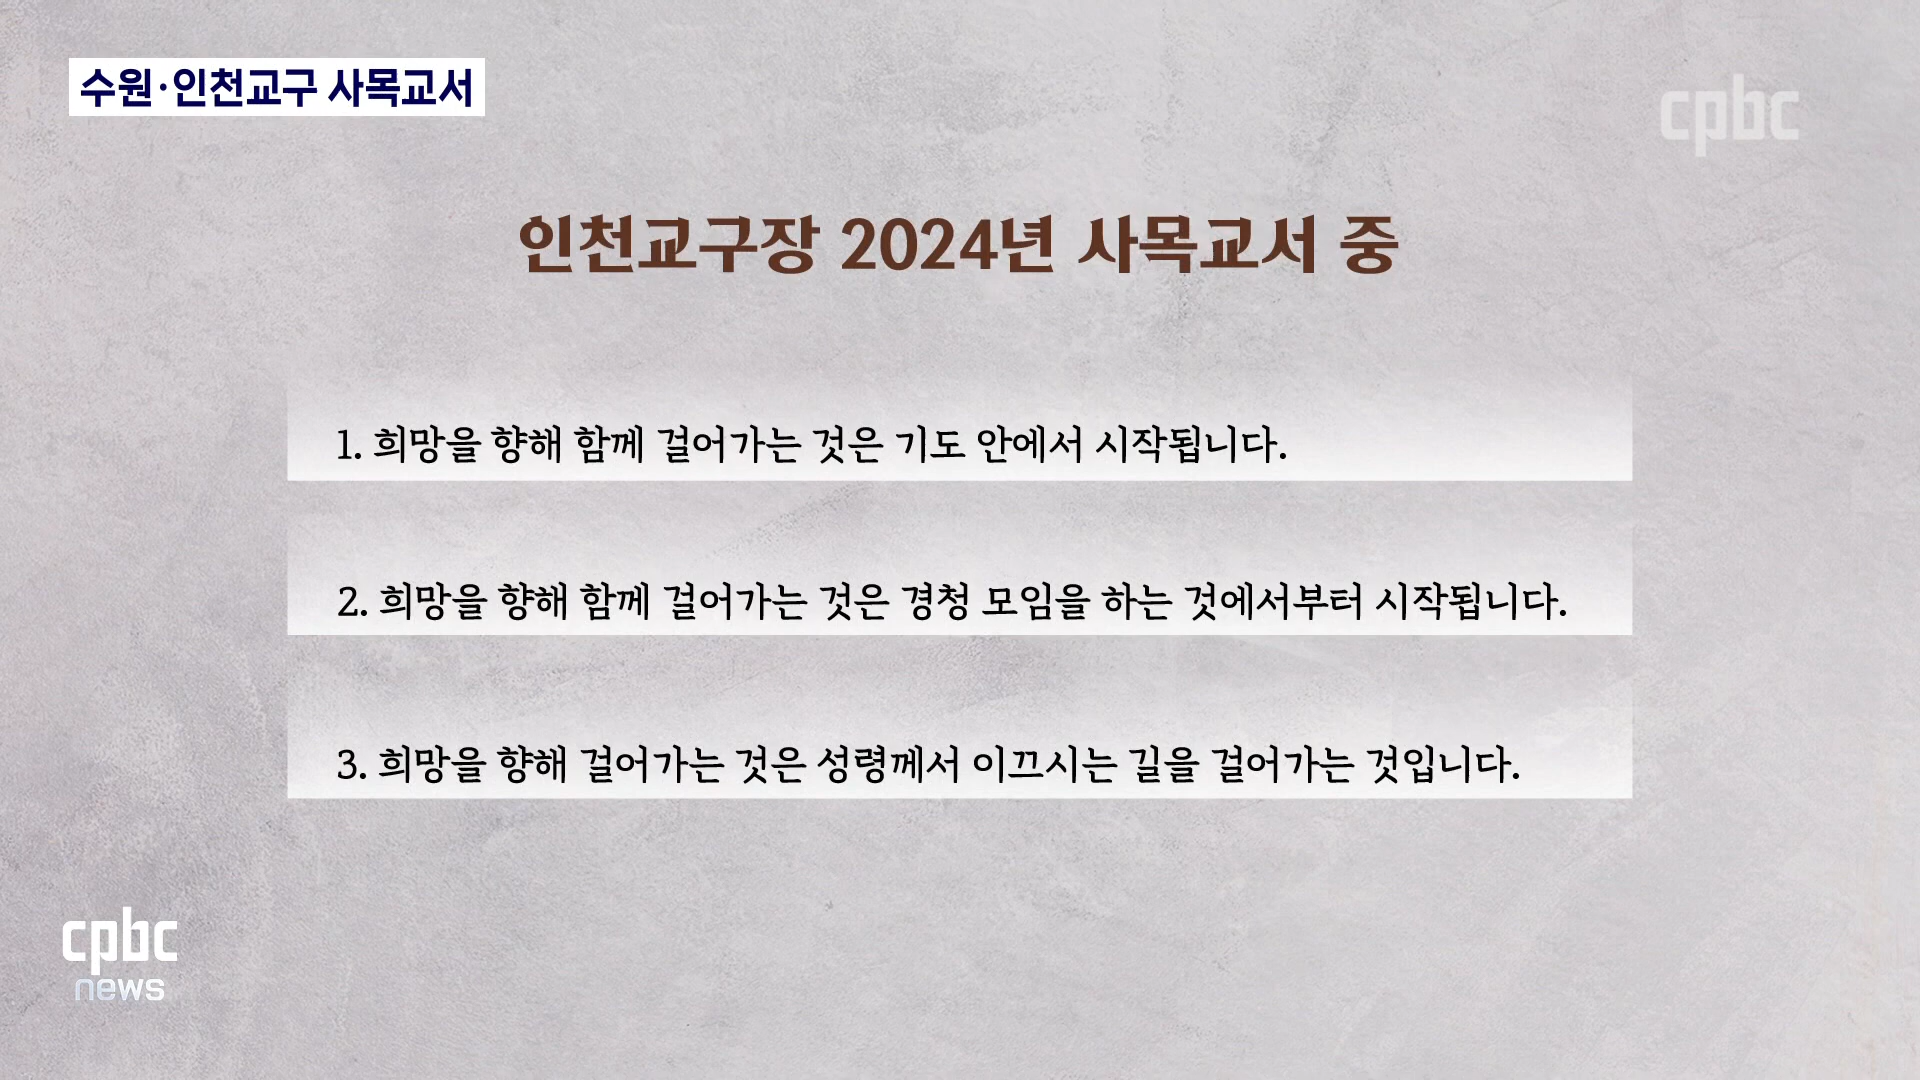 수원·인천교구 사목교서
cpbc
인천교구장 2024년 사목교서 중
1. 희망을 향해 함께 걸어가는 것은 기도 안에서 시작됩니다.
2. 희망을 향해 함께 걸어가는 것은 경청 모임을 하는 것에서부터 시작됩니다.
3. 희망을 향해 걸어가는 것은 성령께서 이끄시는 길을 걸어가는 것입니다.
cpbc
news